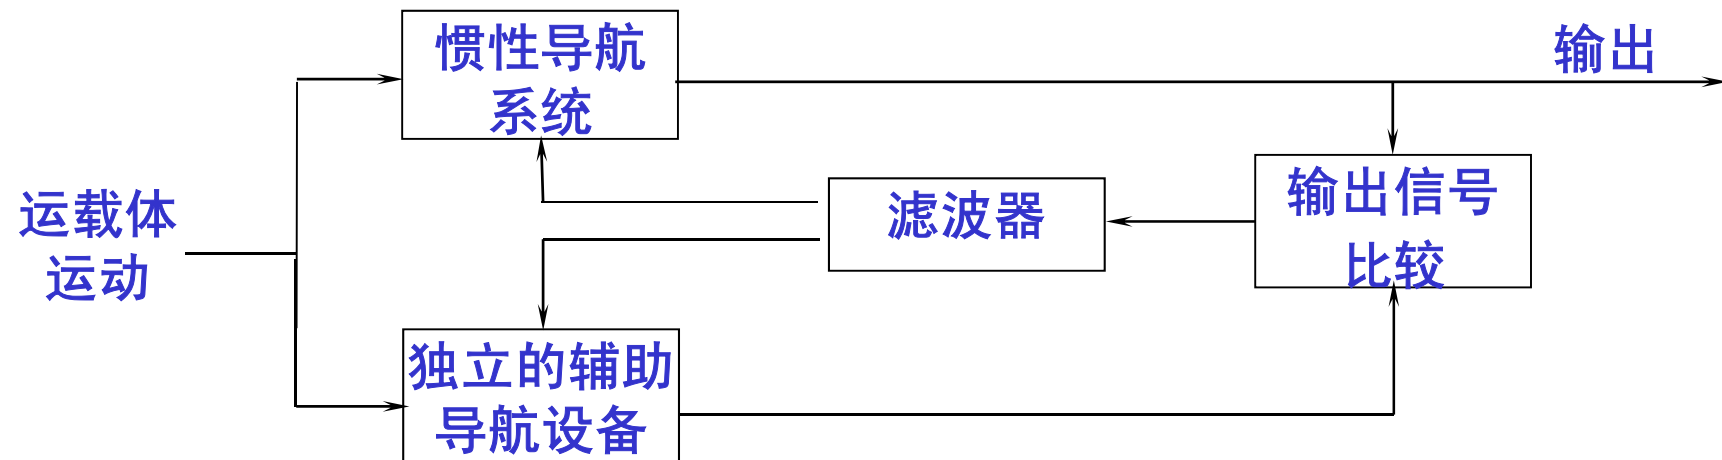 惯性导航
系统
输出
运载体
运动
滤波器
输出信号
比较
独立的辅助
导航设备